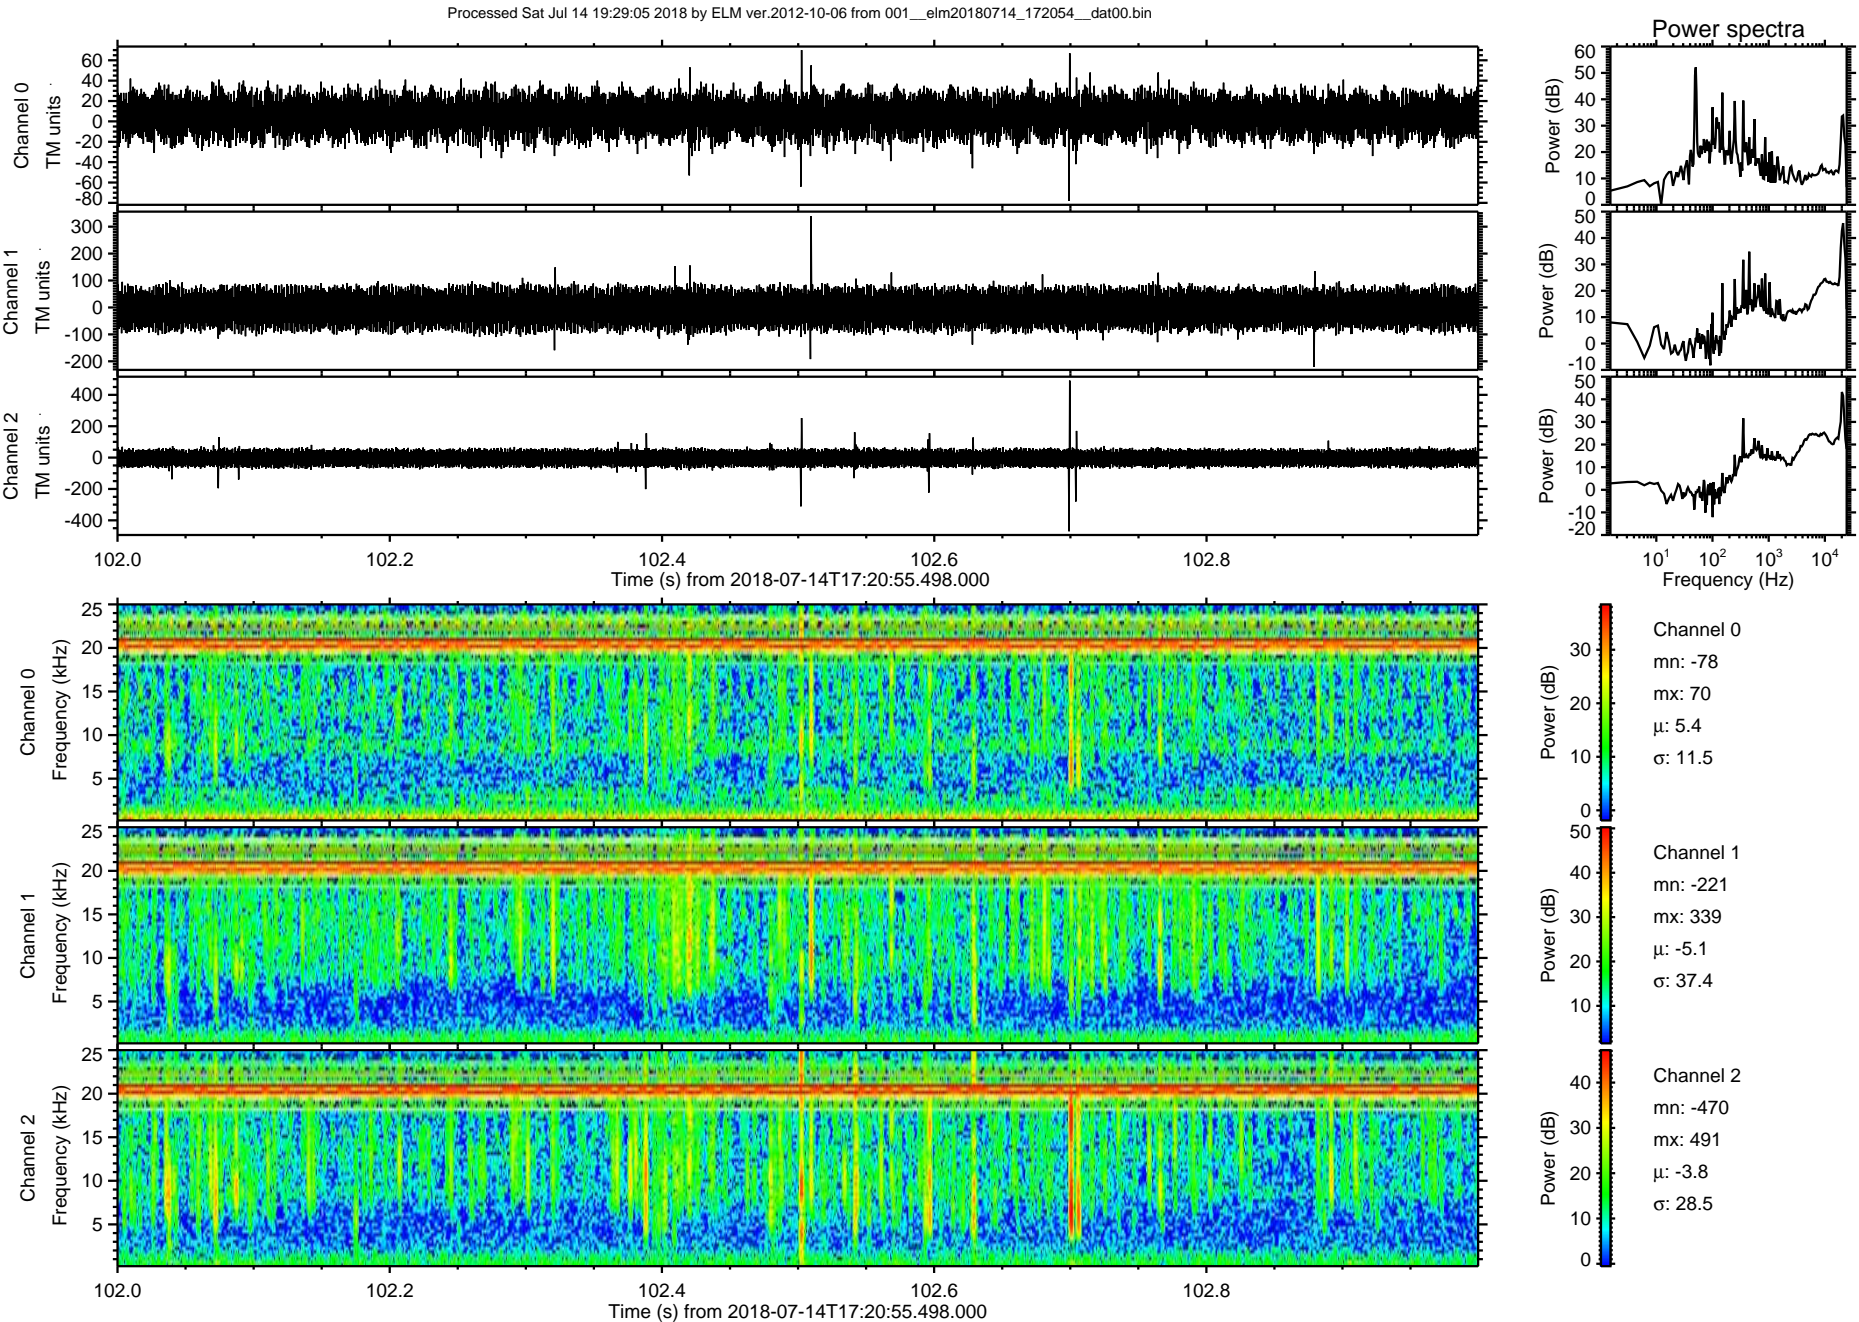 Processed Sat Jul 14 19:29:05 2018 by ELM ver.2012-10-06 from 001__elm20180714_172054__dat00.bin
Power spectra
Channel 0
TM units
60
40
20
0
-20
-40
-60
-80
Power (dB)
60
50
40
30
20
10
0
Channel 1
TM units
300
200
100
0
-100
-200
Power (dB)
50
40
30
20
10
0
-10
Channel 2
TM units
400
200
0
-200
-400
Power (dB)
50
40
30
20
10
0
-10
-20
102.0 102.2 102.4 102.6 102.8
Time (s) from 2018-07-14T17:20:55.498.000
10^1 10^2 10^3 10^4
Frequency (Hz)
Channel 0
Frequency (kHz)
25
20
15
10
5
Power (dB)
30
20
10
0
Channel 0
mn: -78
mx: 70
μ: 5.4
σ: 11.5
Channel 1
Frequency (kHz)
25
20
15
10
5
Power (dB)
50
40
30
20
10
Channel 1
mn: -221
mx: 339
μ: -5.1
σ: 37.4
Channel 2
Frequency (kHz)
25
20
15
10
5
Power (dB)
40
30
20
10
0
Channel 2
mn: -470
mx: 491
μ: -3.8
σ: 28.5
102.0 102.2 102.4 102.6 102.8
Time (s) from 2018-07-14T17:20:55.498.000